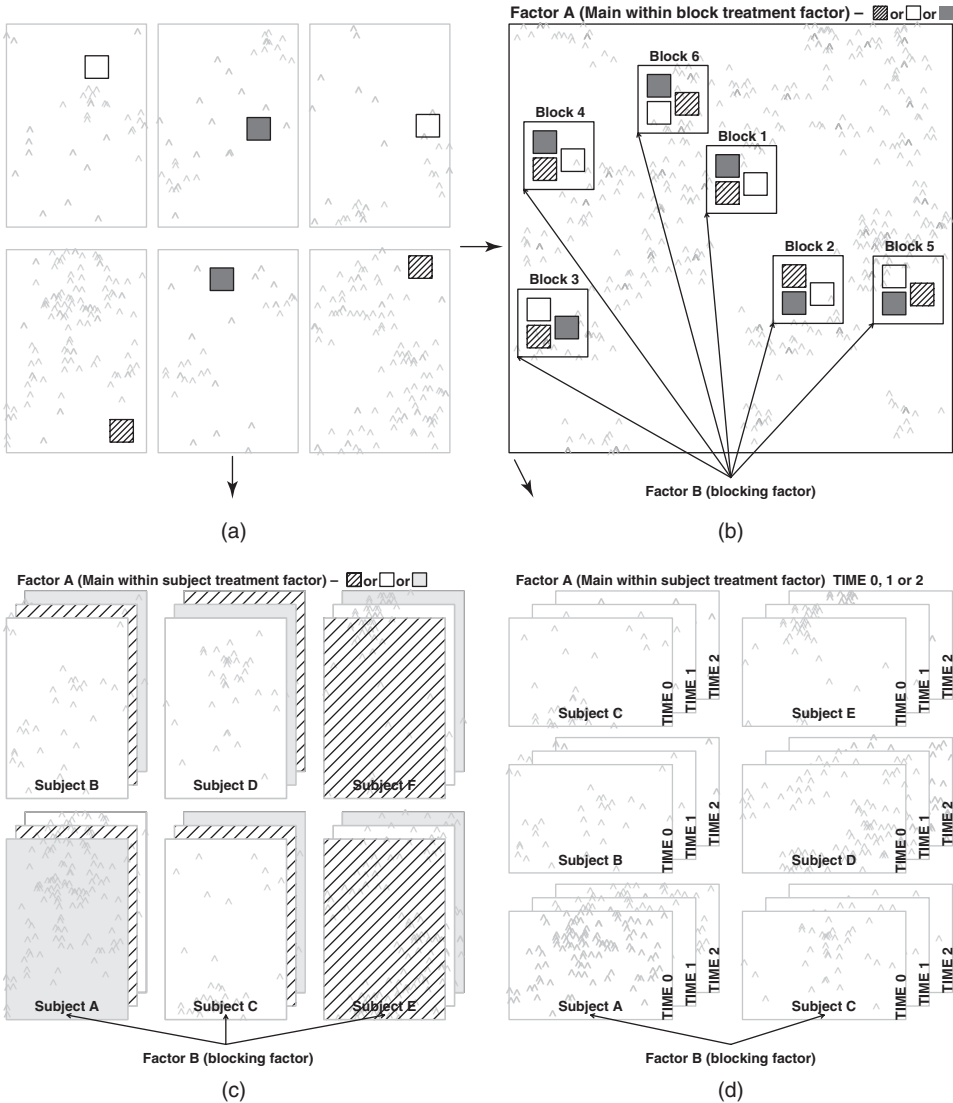 Factor A (Main within block treatment factor) – or or
Block 6
Block 4
Block 1
Block 2
Block 5
Block 3
Factor B (blocking factor)
(a)
(b)
Factor A (Main within subject treatment factor) – or or
Subject B
Subject D
Subject F
Subject A
Subject C
Subject E
Factor B (blocking factor)
(c)
Factor A (Main within subject treatment factor) TIME 0, 1 or 2
Subject C
TIME 0
TIME 1
TIME 2
Subject E
TIME 0
TIME 1
TIME 2
Subject B
TIME 0
TIME 1
TIME 2
Subject D
TIME 0
TIME 1
TIME 2
Subject A
TIME 0
TIME 1
TIME 2
Subject C
TIME 0
TIME 1
TIME 2
Factor B (blocking factor)
(d)